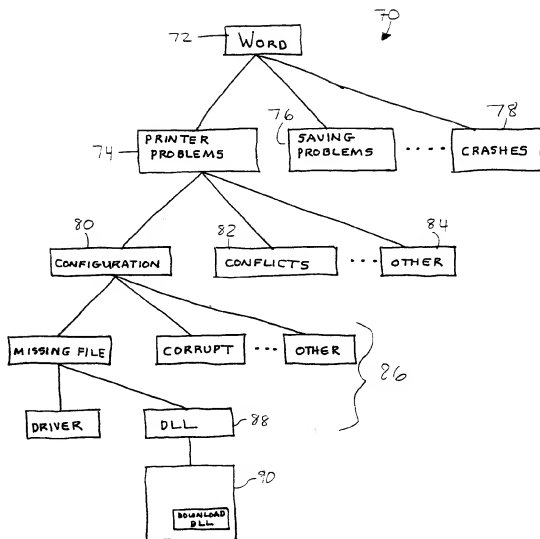 70
72
WORD
76
78
74
PRINTER
PROBLEMS
SAVING
PROBLEMS
....
CRASHES
80
82
84
CONFIGURATION
CONFLICTS
...
OTHER
MISSING FILE
CORRUPT
...
OTHER
86
DRIVER
DLL
88
90
DOWNLOAD
DLL